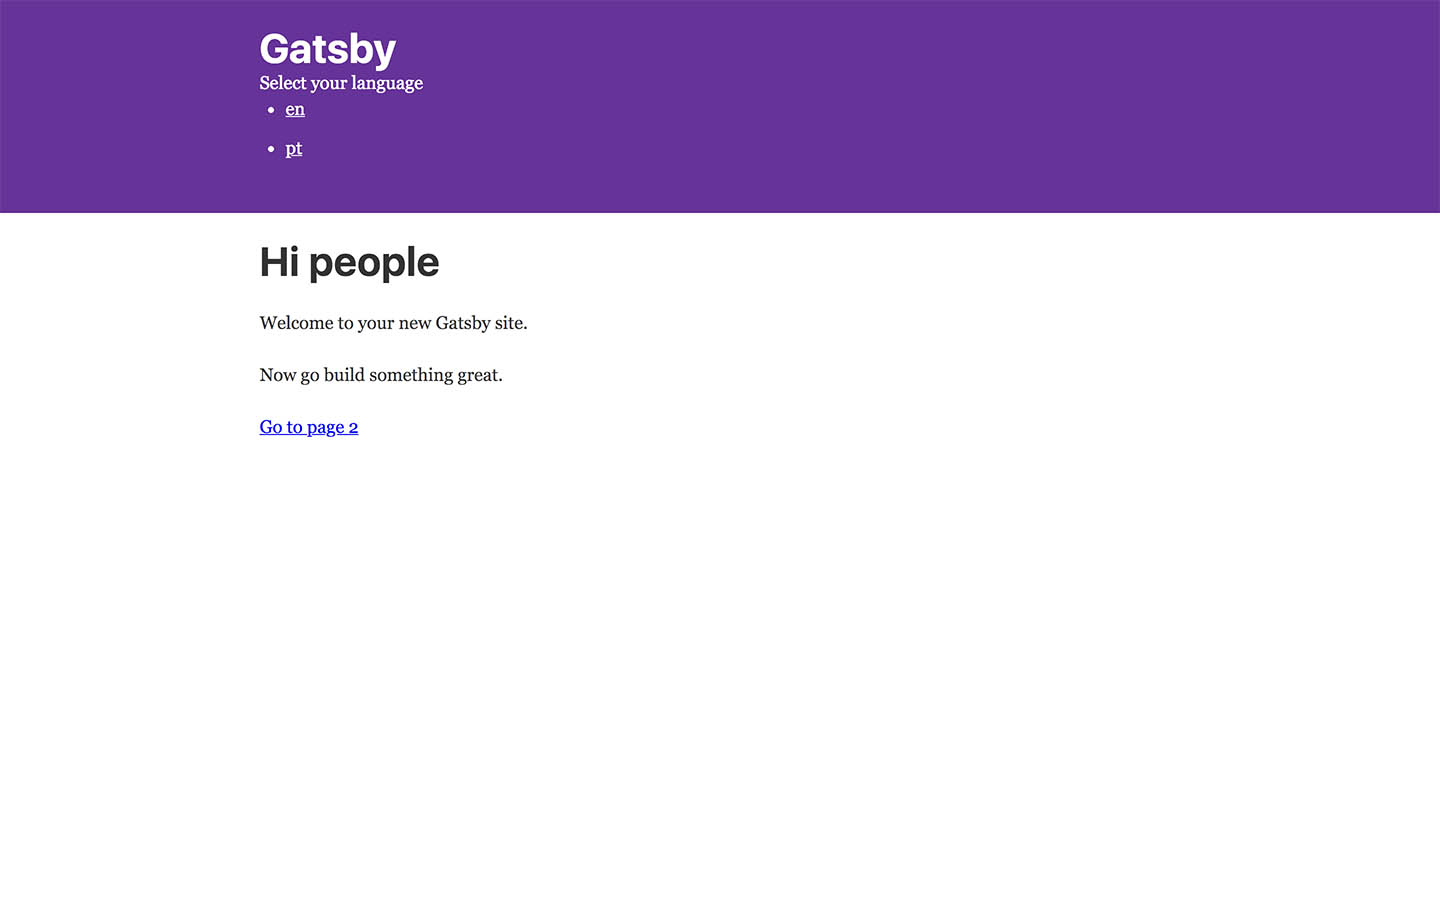 Gatsby
Select your language
• en
• pt
Hi people
Welcome to your new Gatsby site.
Now go build something great.
Go to page 2